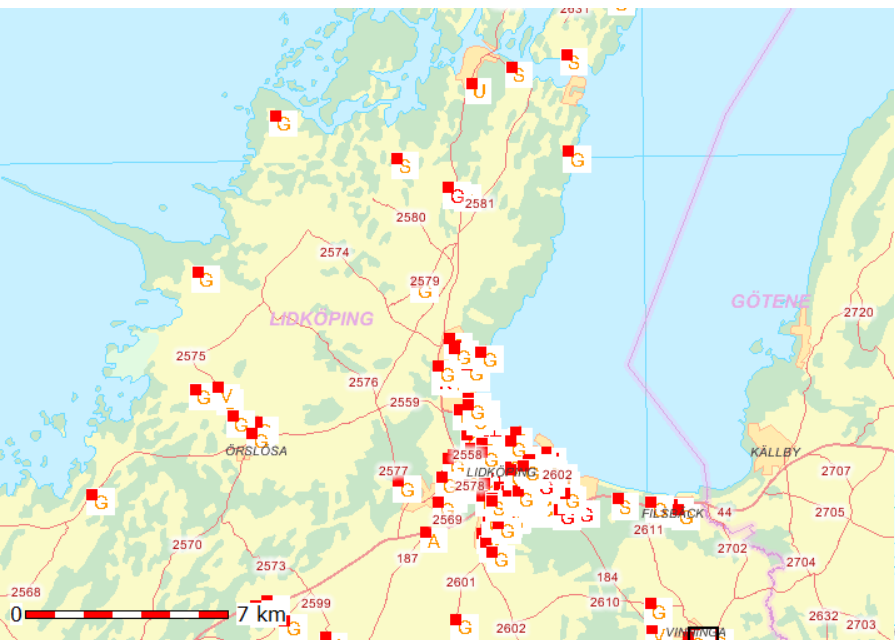 2631
S
S
U
G
G
S
G
2581
2580
2574
G
2579
G
GÖTENE
LIDKÖPING
2720
2575
G
G
G
G
2576
G
V
2559
G
G
G
ÖRSLÖSA
G
KÄLLBY
2558
G
LIDKÖPING
2602
2577
2707
2578
G
G
G
S
G
G
S
FILSBÄCK
G
44
2705
2569
G
2611
A
2570
2702
187
G
2704
2573
184
2601
2568
2610
2599
G
0
7 km
G
G
2602
VINNINGA
2632
2703